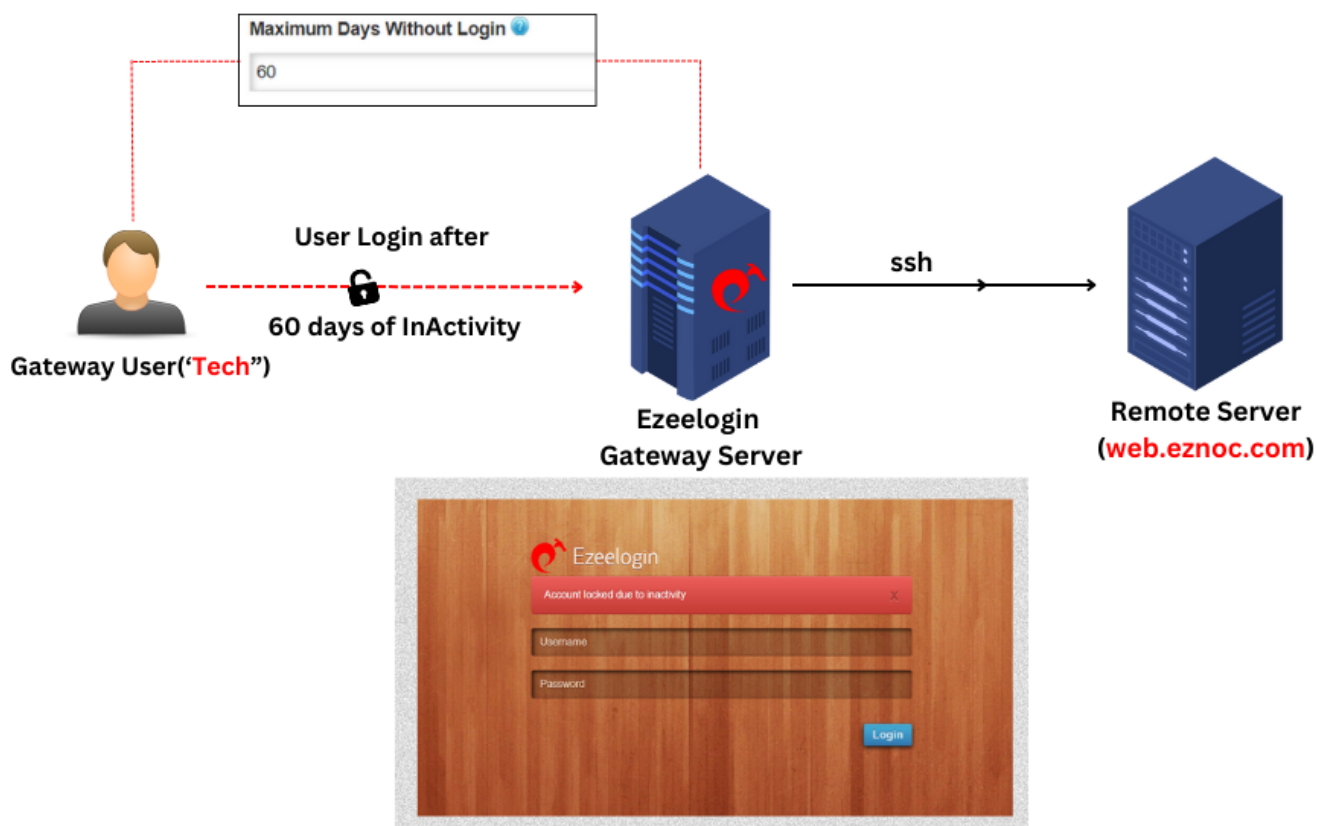 Maximum Days Without Login
60
User Login after
60 days of InActivity
Gateway User(‘Tech”)
ssh
Ezeelogin
Gateway Server
Remote Server
(web.eznoc.com)
Ezeelogin
Account locked due to inactivity
X
Username
Password
Login